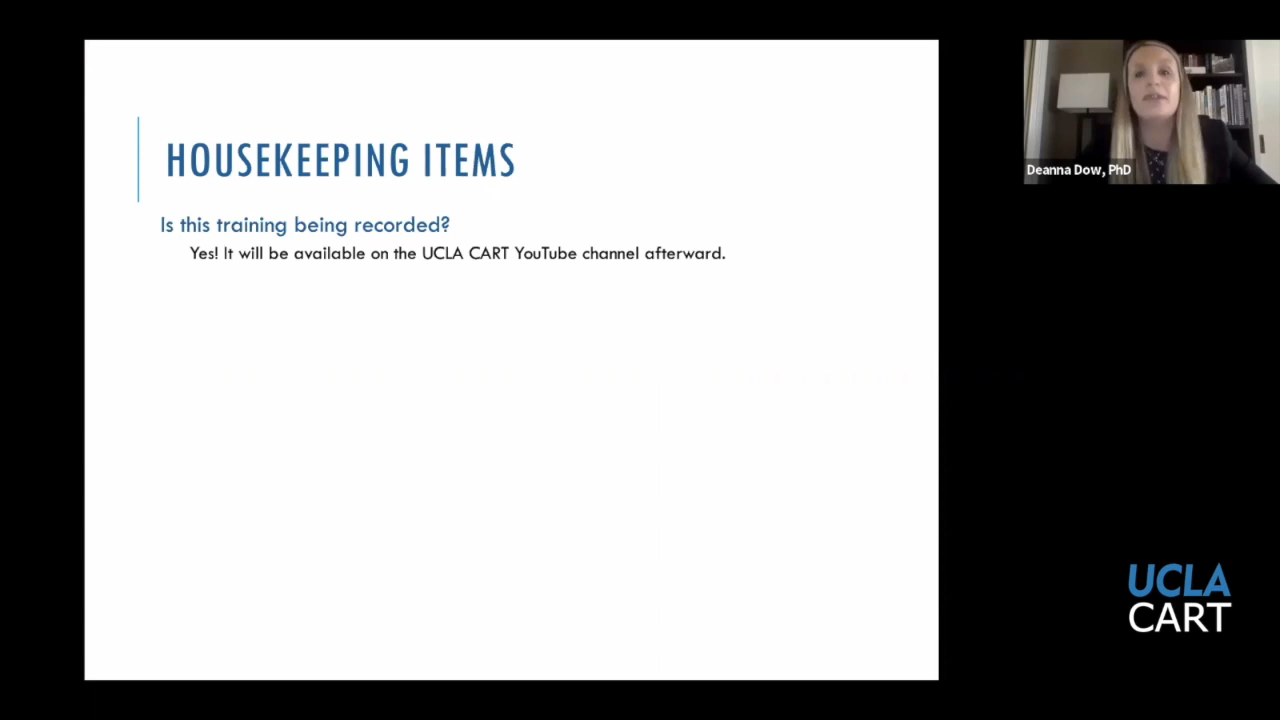 HOUSEKEEPING ITEMS
Is this training being recorded?
Yes! It will be available on the UCLA CART YouTube channel afterward.
Deanna Dow, PhD
UCLA
CART